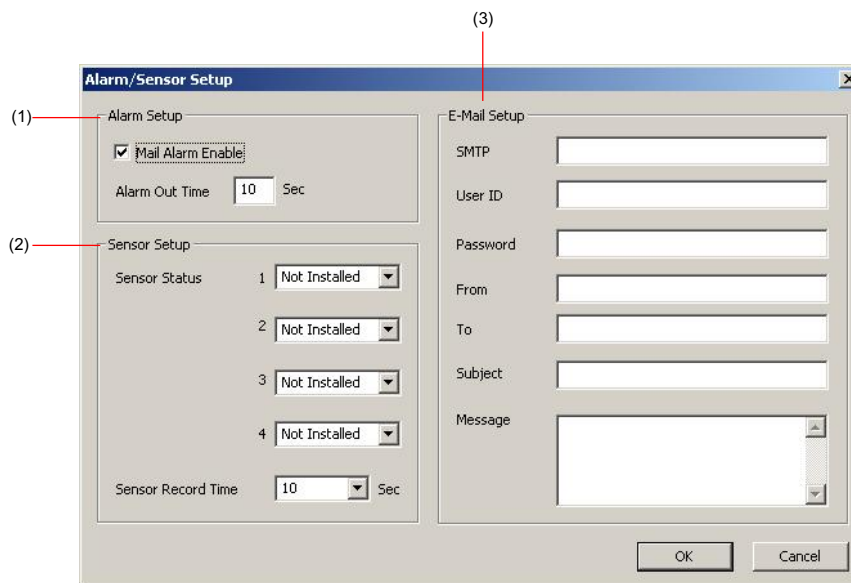 (3)
Alarm/Sensor Setup
(1)
Alarm Setup
Mail Alarm Enable
Alarm Out Time 10 Sec
(2)
Sensor Setup
Sensor Status 1 Not Installed
2 Not Installed
3 Not Installed
4 Not Installed
Sensor Record Time 10 Sec
E-Mail Setup
SMTP
User ID
Password
From
To
Subject
Message
OK Cancel